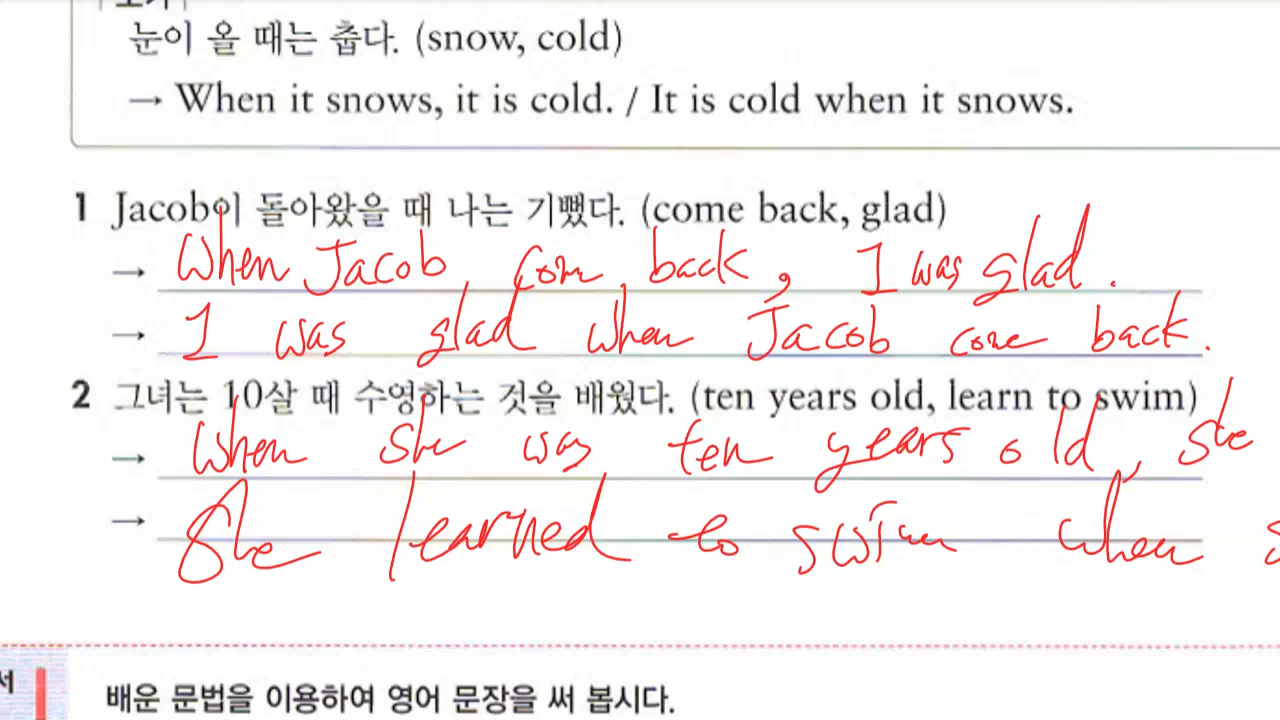 눈이 올 때는 춥다. (snow, cold)
→ When it snows, it is cold. / It is cold when it snows.
1 Jacob이 돌아왔을 때 나는 기뻤다. (come back, glad)
→ When Jacob come back, I was glad.
→ I was glad when Jacob come back.
2 그녀는 10살 때 수영하는 것을 배웠다. (ten years old, learn to swim)
→ When she was ten years old, she
→ She learned to swim when s
배운 문법을 이용하여 영어 문장을 써 봅시다.